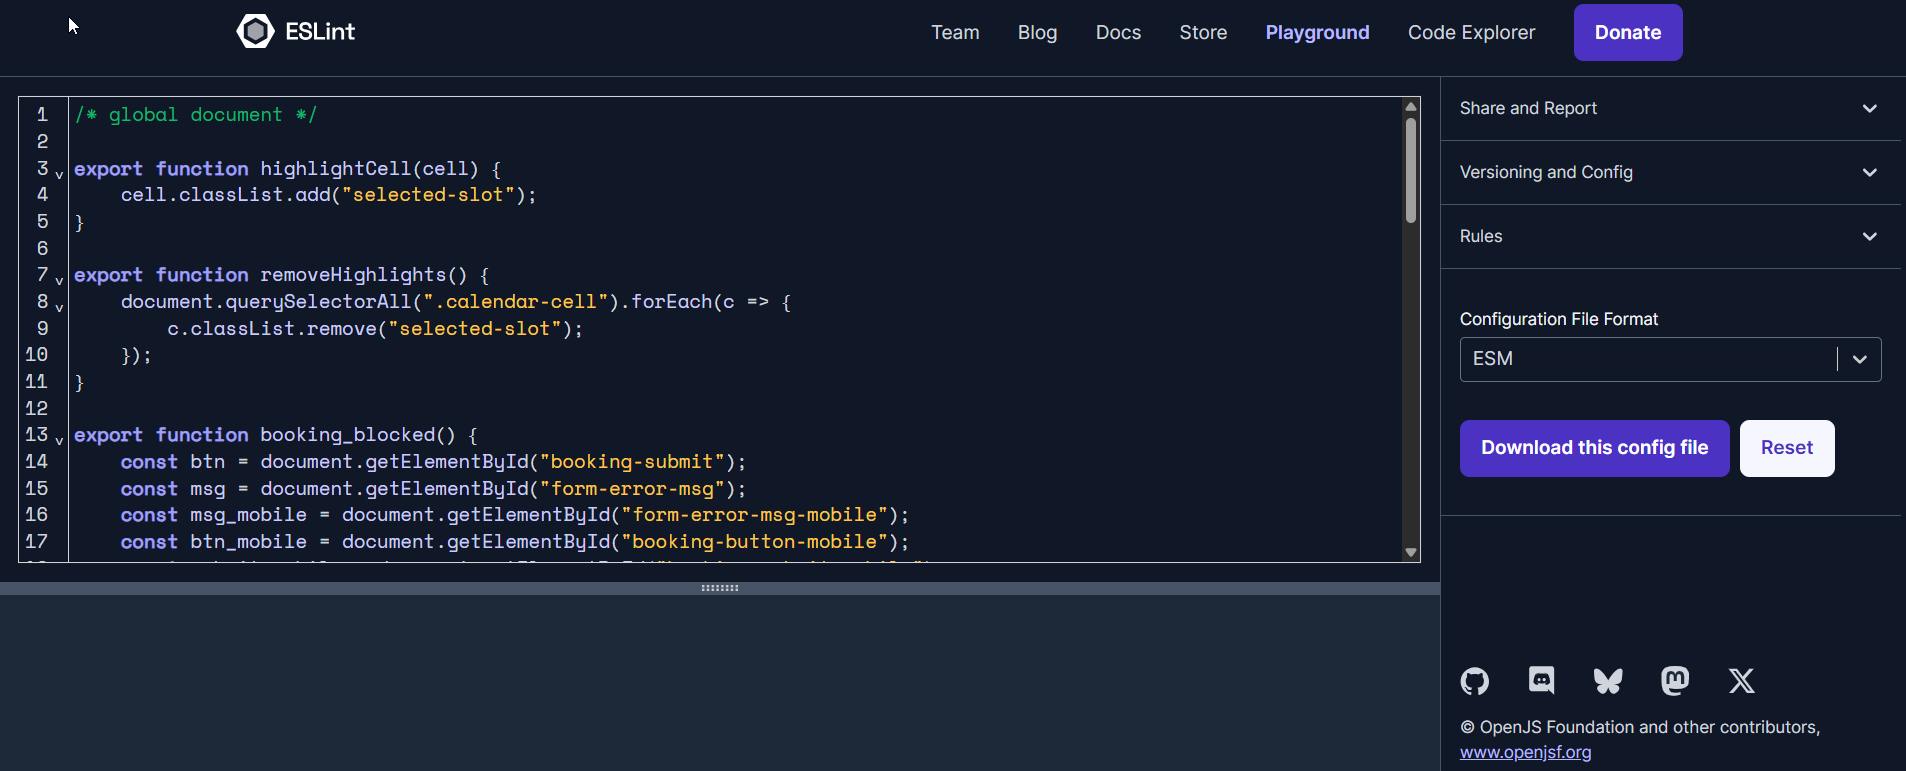 ESLint
Team Blog Docs Store Playground Code Explorer Donate
1 /* global document */
2
3 export function highlightCell(cell) {
4 cell.classList.add("selected-slot");
5 }
6
7 export function removeHighlights() {
8 document.querySelectorAll(".calendar-cell").forEach(c => {
9 c.classList.remove("selected-slot");
10 });
11 }
12
13 export function booking_blocked() {
14 const btn = document.getElementById("booking-submit");
15 const msg = document.getElementById("form-error-msg");
16 const msg_mobile = document.getElementById("form-error-msg-mobile");
17 const btn_mobile = document.getElementById("booking-button-mobile");
Share and Report
Versioning and Config
Rules
Configuration File Format
ESM
Download this config file Reset
© OpenJS Foundation and other contributors,
www.openjsf.org